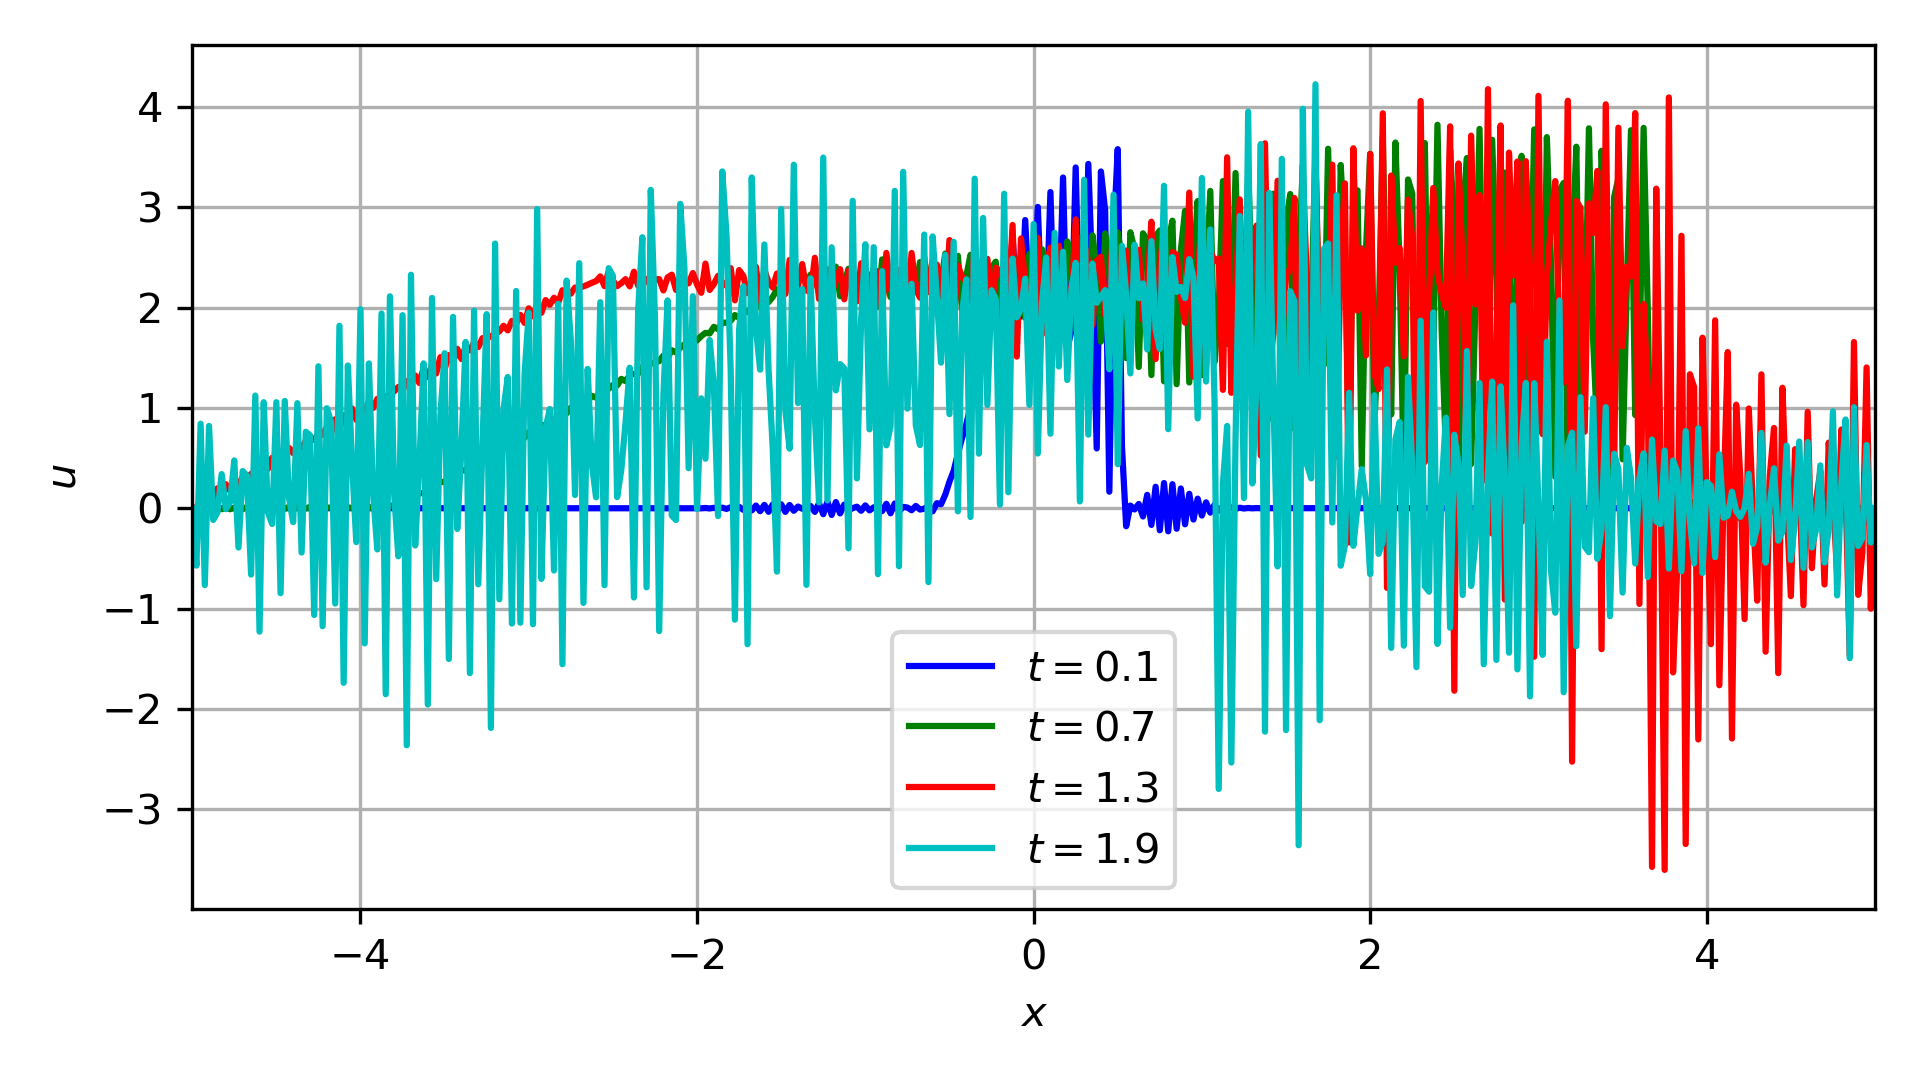 4
3
2
1
0
−1
−2
−3
u
−4 −2 0 2 4
x
t = 0.1
t = 0.7
t = 1.3
t = 1.9